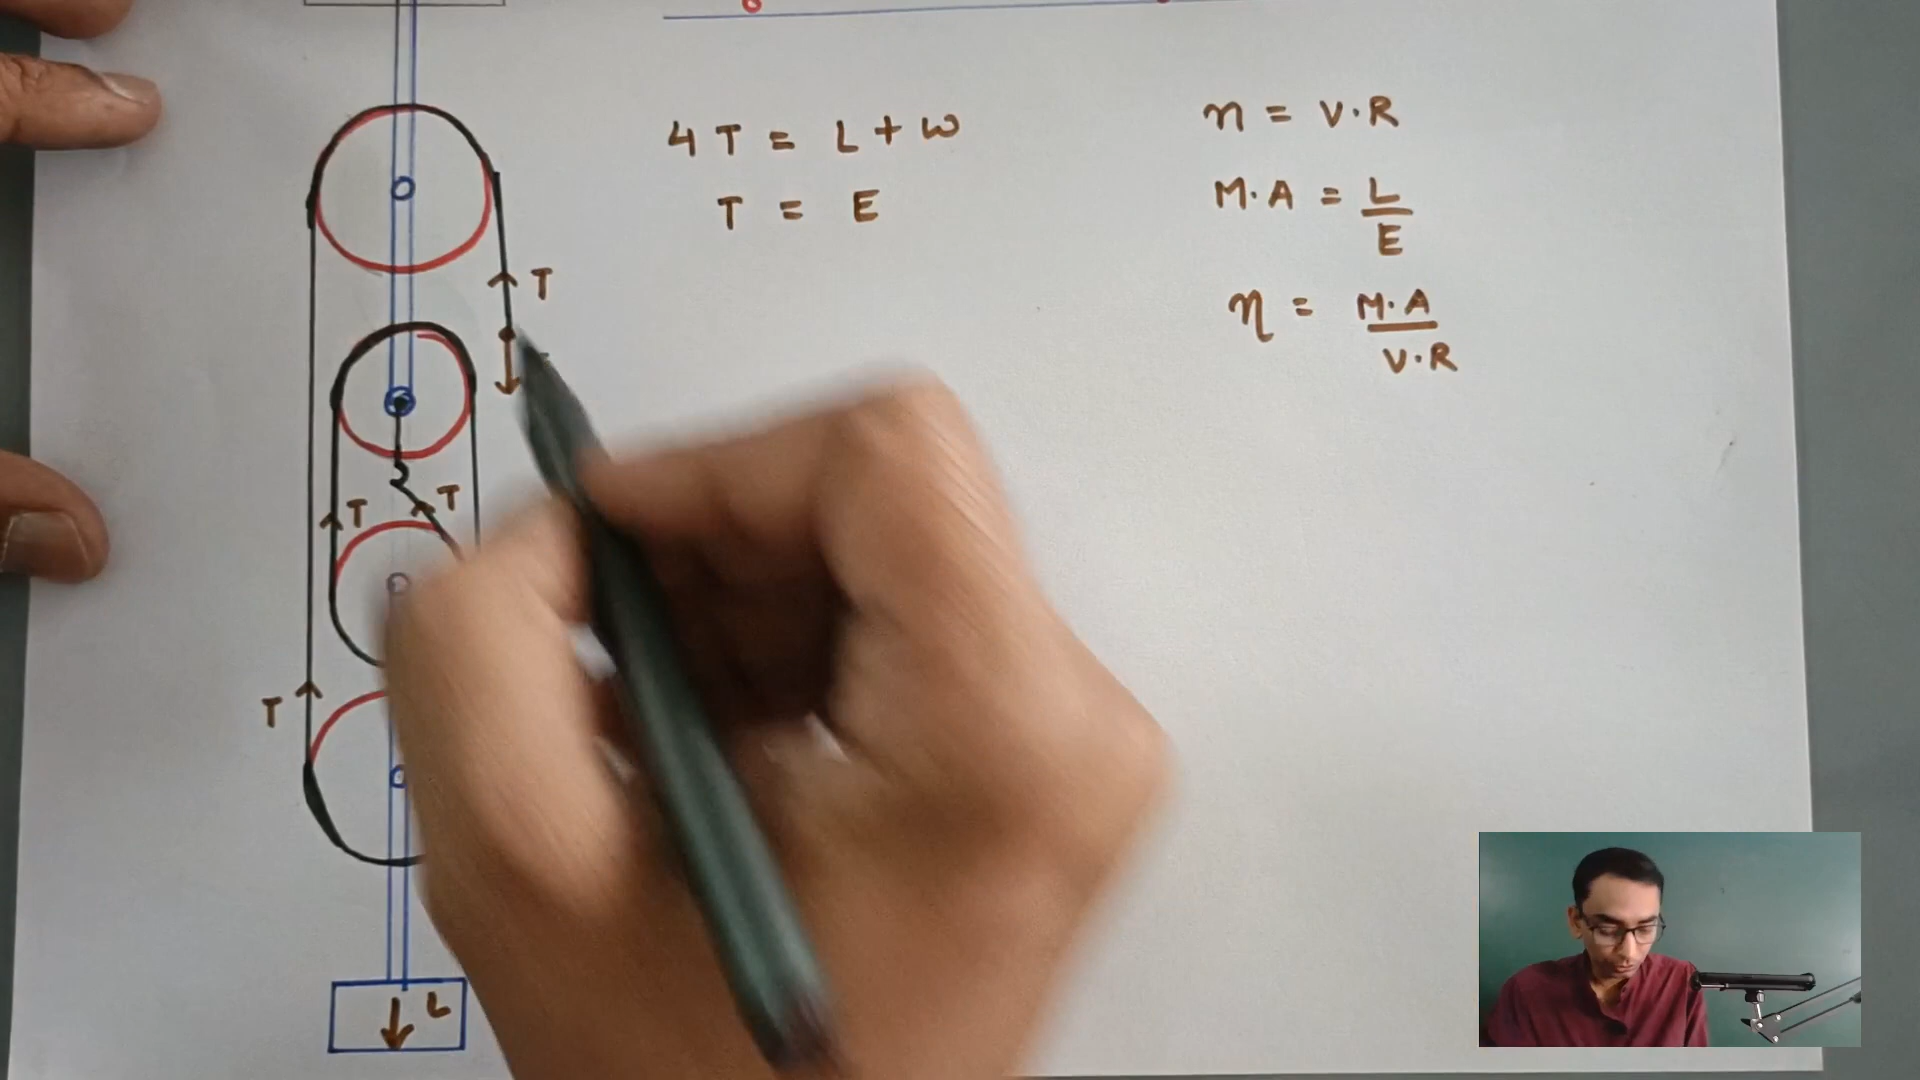 4T = L + W
T = E
n = V.R
M.A = L/E
η = M.A/V.R
T
T
T
T
L